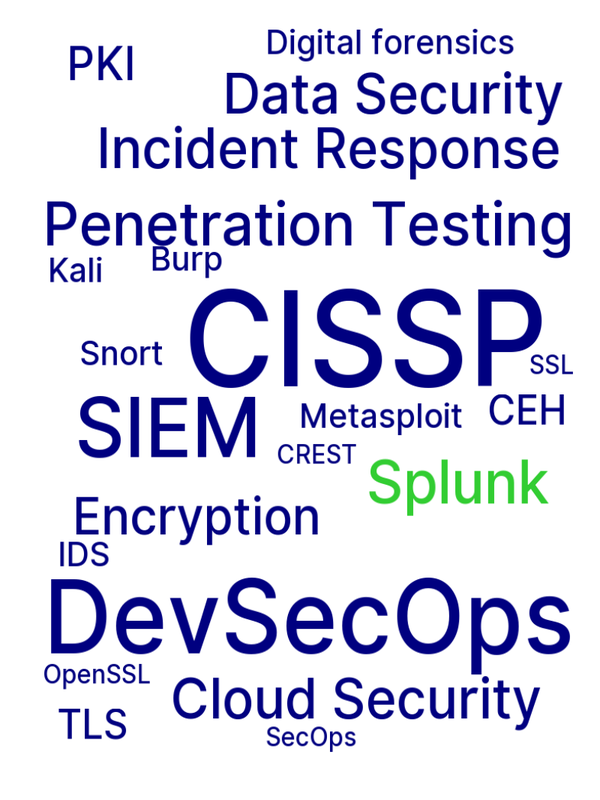 Digital forensics
PKI
Data Security
Incident Response
Penetration Testing
Burp
Kali
CISSP
Snort
SSL
SIEM
Metasploit
CEH
CREST
Splunk
Encryption
IDS
DevSecOps
OpenSSL
Cloud Security
TLS
SecOps